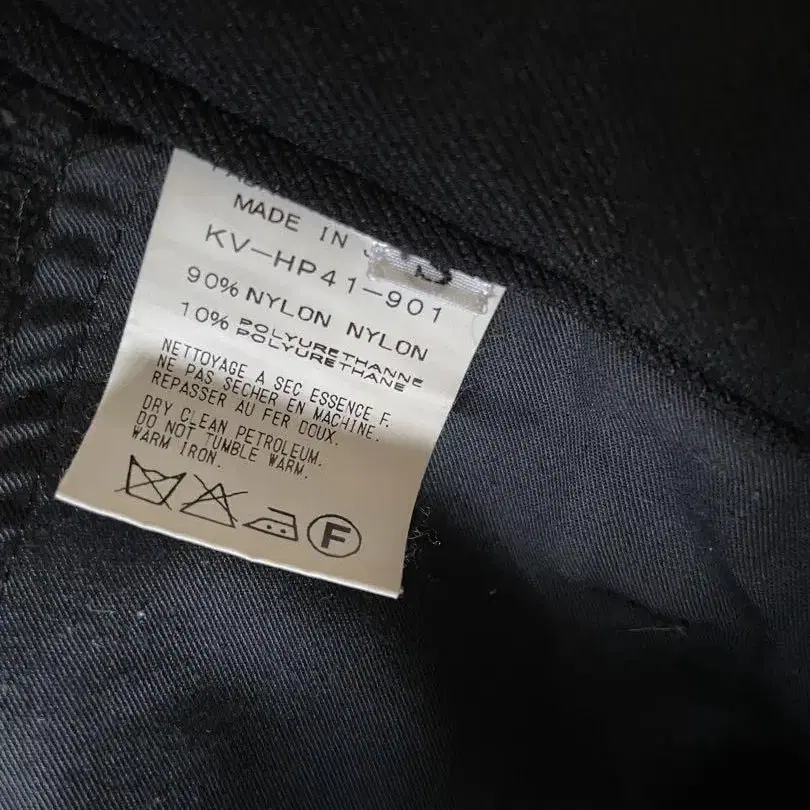 MADE IN J
KV-HP41-901
90% NYLON NYLON
10% POLYURETHANNE
POLYURETHANE
NETTOYAGE A SEC ESSENCE F.
NE PAS SECHER EN MACHINE.
REPASSER AU FER DOUX.
DRY CLEAN PETROLEUM.
DO NOT TUMBLE WARM.
WARM IRON.
F